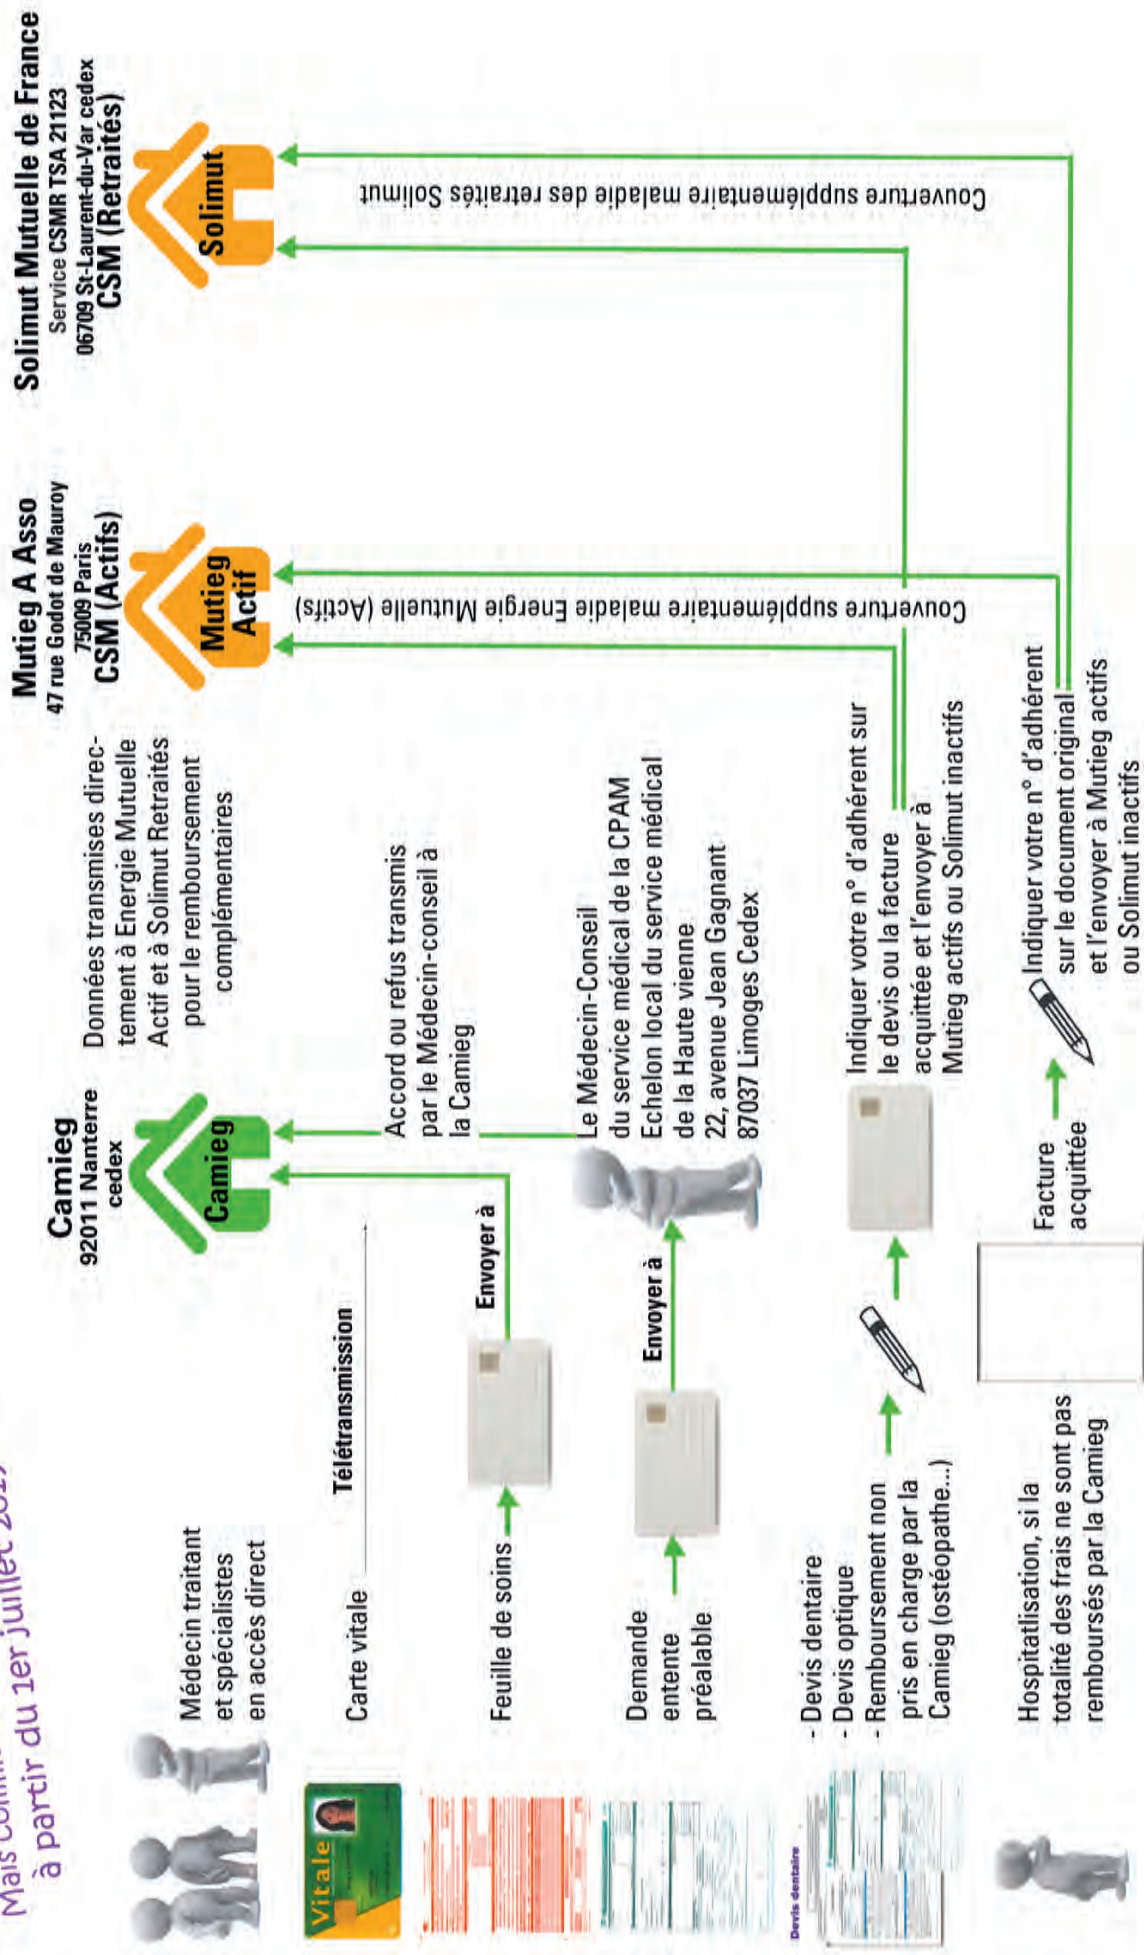 à partir du 1er juillet
Camieg
92011 Nanterre
cedex
Camieg
Données transmises direc-
tement à Energie Mutuelle
Actif et à Solimut Retraités
pour le remboursement
complémentaires
Mutieg A Asso
47 rue Godot de Mauroy
75009 Paris
CSM (Actifs)
Mutieg
Actif
Solimut Mutuelle de France
Service CSMR TSA 21123
06709 St-Laurent-du-Var cedex
CSM (Retraités)
Solimut
Médecin traitant
et spécialistes
en accès direct
Vitale
Carte vitale
Télétransmission
Feuille de soins
Envoyer à
Accord ou refus transmis
par le Médecin-conseil à
la Camieg
Demande
entente
préalable
Envoyer à
Le Médecin-Conseil
du service médical de la CPAM
Echelon local du service médical
de la Haute vienne
22, avenue Jean Gagnant
87037 Limoges Cedex
Couverture supplémentaire maladie Energie Mutuelle (Actifs)
Couverture supplémentaire maladie des retraités Solimut
Devis dentaire
- Devis dentaire
- Devis optique
- Remboursement non
pris en charge par la
Camieg (ostéopathe...)
Indiquer votre n° d'adhérent sur
le devis ou la facture
acquittée et l'envoyer à
Mutieg actifs ou Solimut inactifs
Hospitatlisation, si la
totalité des frais ne sont pas
remboursés par la Camieg
Facture
acquittée
Indiquer votre n° d'adhérent
sur le document original
et l'envoyer à Mutieg actifs
ou Solimut inactifs